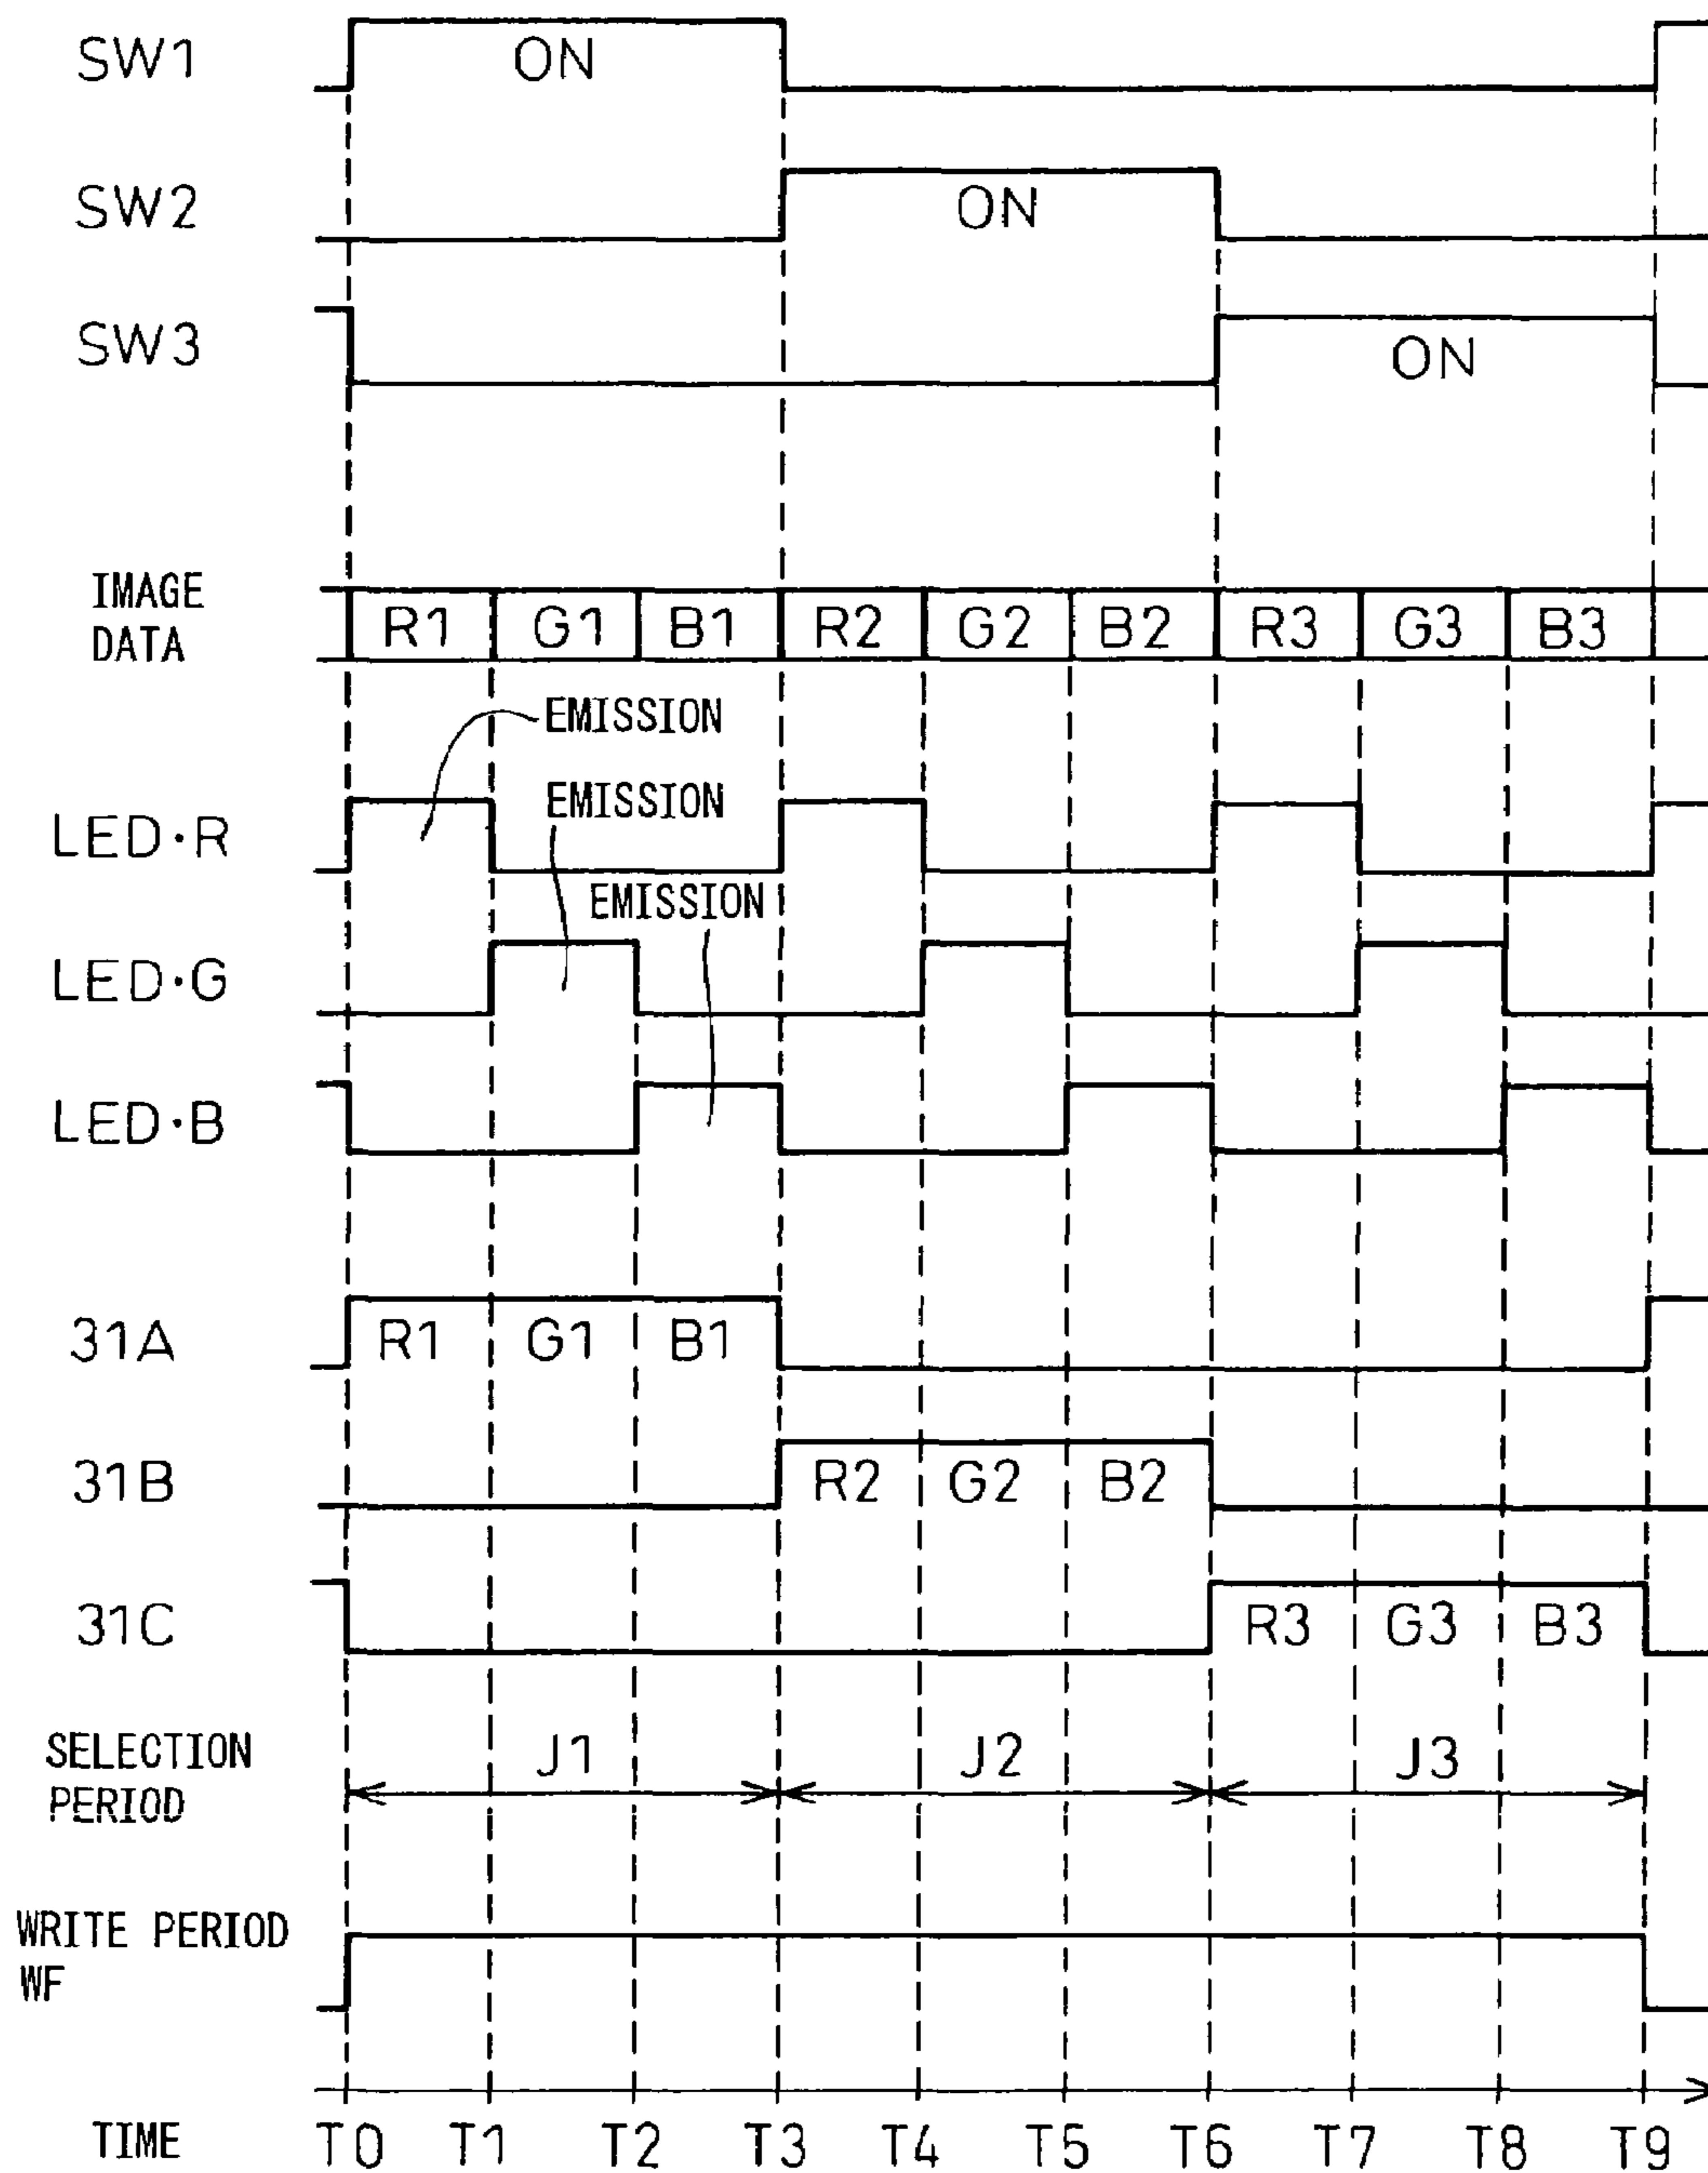 SW1 ON
SW2 ON
SW3 ON
IMAGE
DATA
R1 G1 B1 R2 G2 B2 R3 G3 B3
EMISSION
EMISSION
LED·R
EMISSION
LED·G
LED·B
31A R1 G1 B1
31B R2 G2 B2
31C R3 G3 B3
SELECTION
PERIOD
J1 J2 J3
WRITE PERIOD
WF
TIME T0 T1 T2 T3 T4 T5 T6 T7 T8 T9